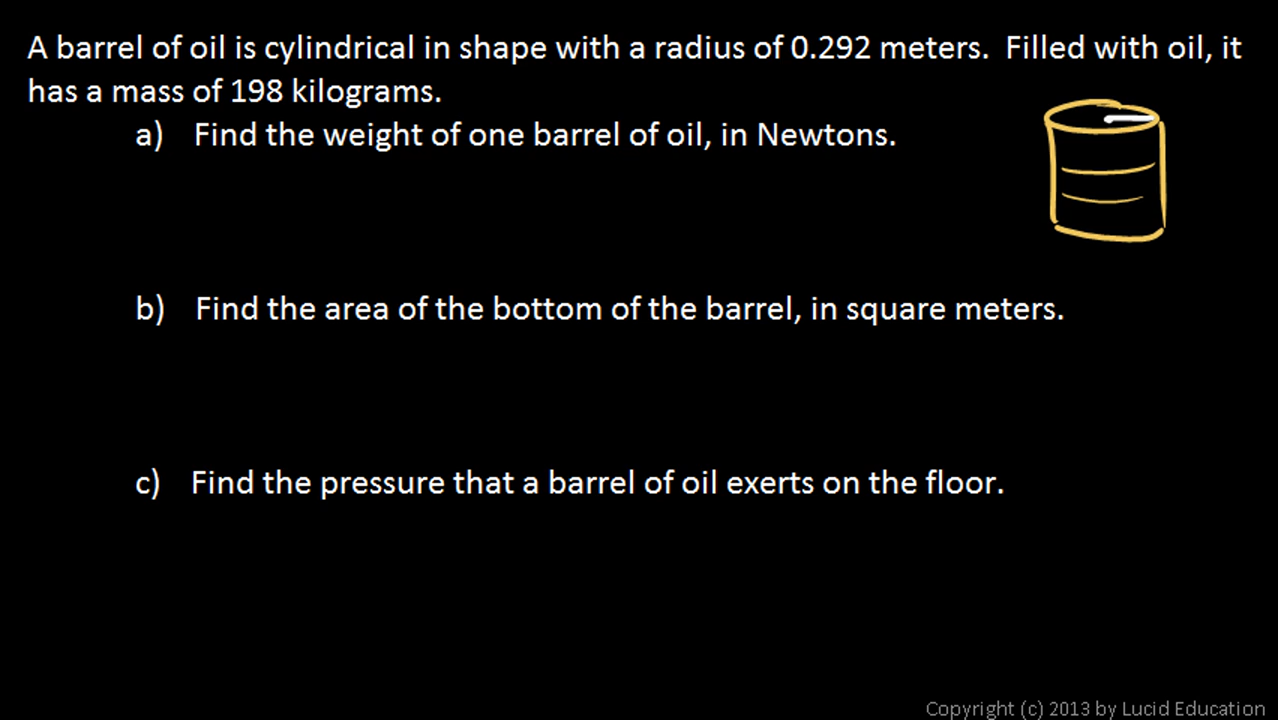 A barrel of oil is cylindrical in shape with a radius of 0.292 meters.  Filled with oil, it
has a mass of 198 kilograms.
a) Find the weight of one barrel of oil, in Newtons.
b) Find the area of the bottom of the barrel, in square meters.
c) Find the pressure that a barrel of oil exerts on the floor.
Copyright (c) 2013 by Lucid Education